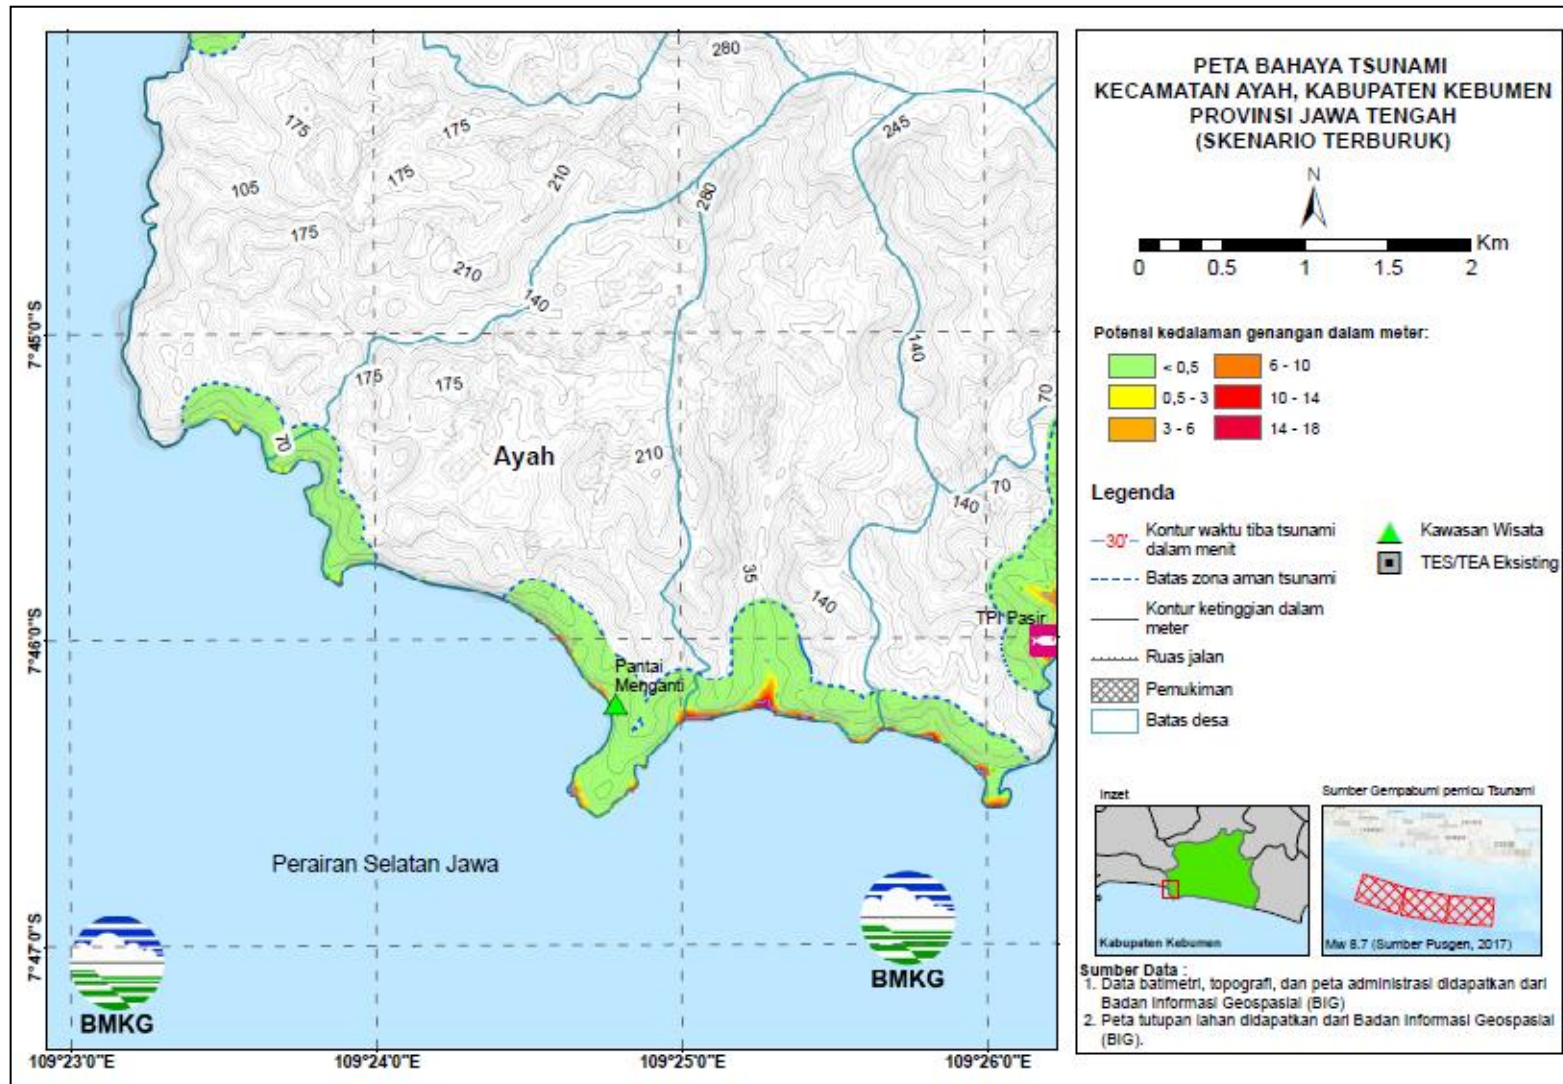 PETA BAHAYA TSUNAMI
KECAMATAN AYAH, KABUPATEN KEBUMEN
PROVINSI JAWA TENGAH
(SKENARIO TERBURUK)
N
Km
0 0.5 1 1.5 2
Potensi kedalaman genangan dalam meter:
< 0,5
6 - 10
0,5 - 3
10 - 14
3 - 6
14 - 18
Legenda
30'
Kontur waktu tiba tsunami
dalam menit
Batas zona aman tsunami
Kontur ketinggian dalam
meter
Ruas jalan
Pemukiman
Batas desa
Kawasan Wisata
TES/TEA Eksisting
Inzet
Kabupaten Kebumen
Sumber Gempabumi pemicu Tsunami
Mw 8.7 (Sumber Pusgen, 2017)
Sumber Data :
1. Data batimetri, topografi, dan peta administrasi didapatkan dari
Badan Informasi Geospasial (BIG)
2. Peta tutupan lahan didapatkan dari Badan Informasi Geospasial
(BIG).
280
175
175
245
175
210
105
280
175
210
140
140
175
175
70
70
Ayah
210
70
140
35
140
TPI Pasir
Pantai
Menganti
Perairan Selatan Jawa
BMKG
BMKG
7°45'0"S
7°46'0"S
7°47'0"S
109°23'0"E
109°24'0"E
109°25'0"E
109°26'0"E